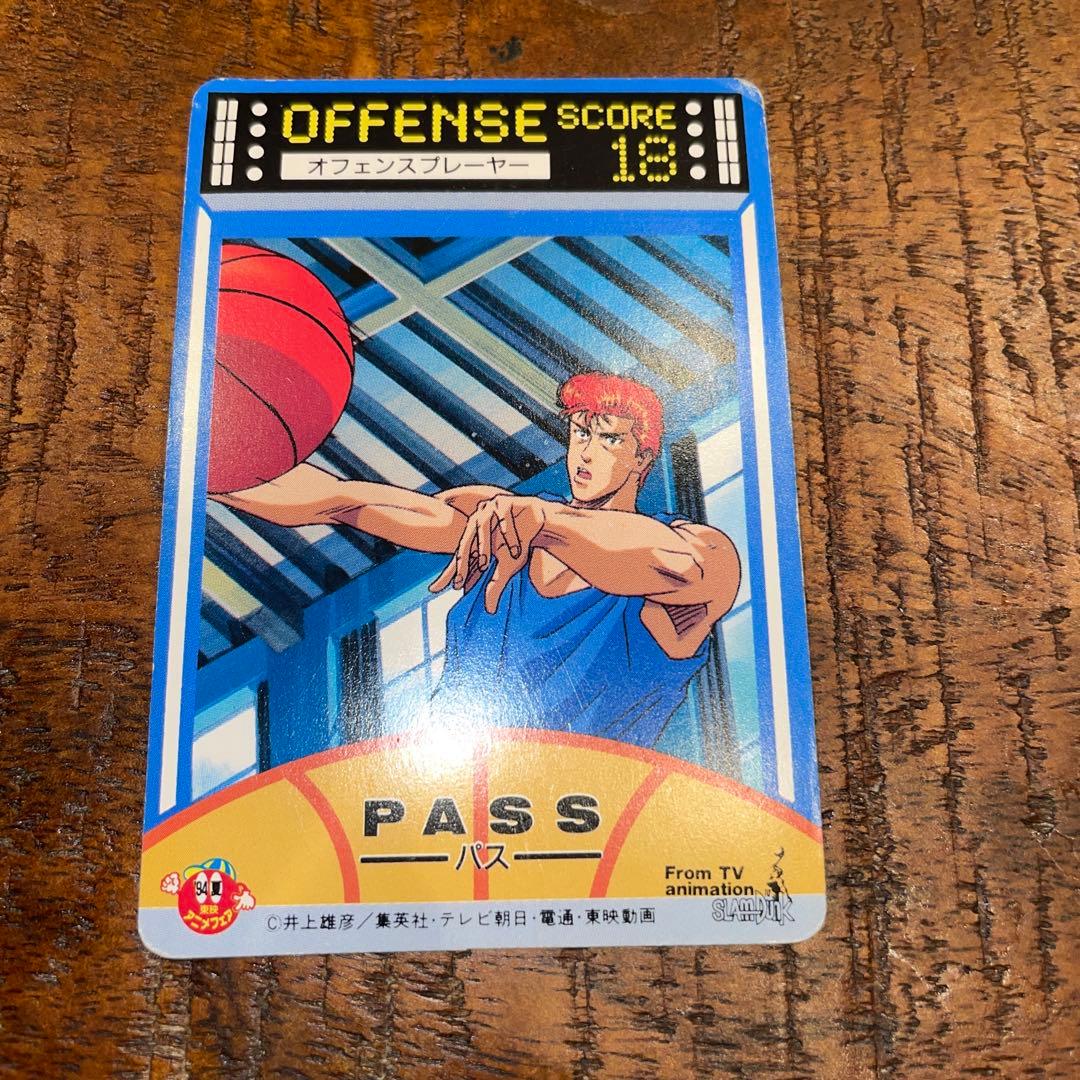 OFFENSE
SCORE
18
オフェンスプレーヤー
PASS
パス
'94 夏
東映
アニメフェア
From TV
animation
SLAM DUNK
©井上雄彦／集英社・テレビ朝日・電通・東映動画